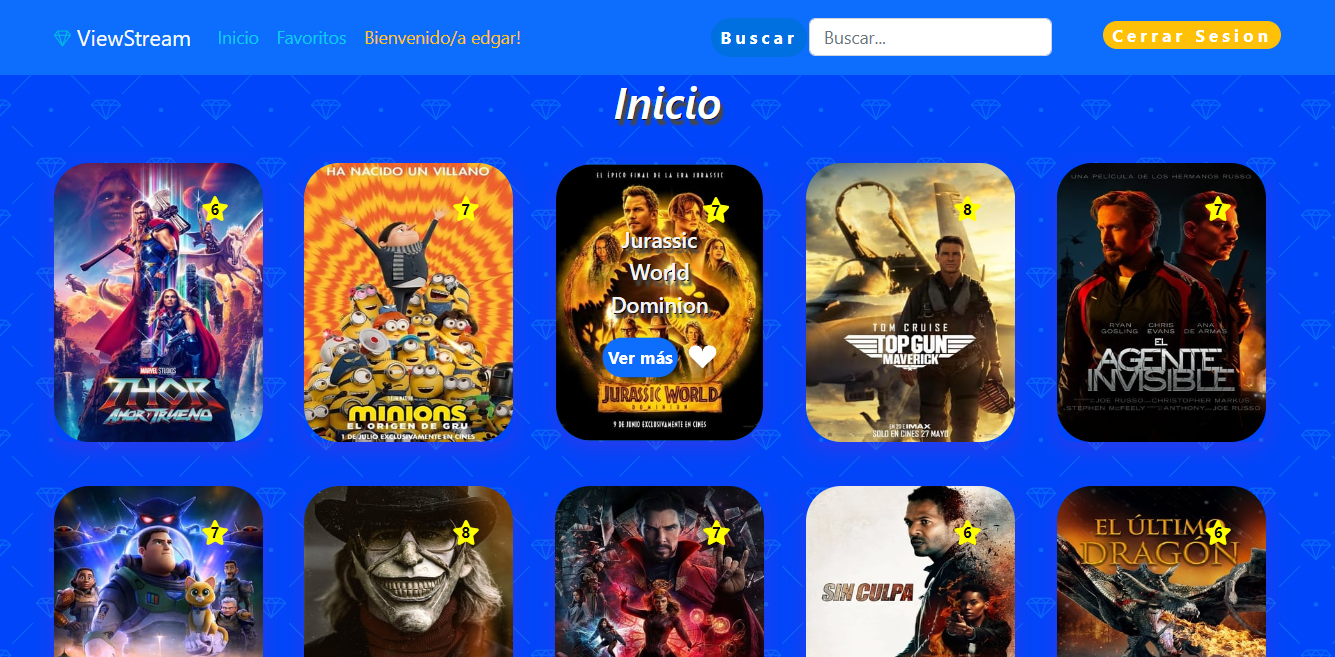 ViewStream Inicio Favoritos Bienvenido/a edgar! Buscar Buscar... Cerrar Sesion
Inicio
6
MARVEL STUDIOS
THOR
AMOR Y TRUENO
HA NACIDO UN VILLANO
7
minions
EL ORIGEN DE GRU
1 DE JULIO EXCLUSIVAMENTE EN CINES
EL ÉPICO FINAL DE LA ERA JURASSIC
7
Jurassic
World
Dominion
Ver más
JURASSIC WORLD
DOMINION
9 DE JUNIO EXCLUSIVAMENTE EN CINES
8
TOM CRUISE
TOP GUN
MAVERICK
EN IMAX
SOLO EN CINES 27 MAYO
UNA PELÍCULA DE LOS HERMANOS RUSSO
7
RYAN GOSLING CHRIS EVANS ANA DE ARMAS
EL
AGENTE
INVISIBLE
JOE RUSSO CHRISTOPHER MARKUS
STEPHEN McFEELY ANTHONY JOE RUSSO
7
8
7
6
SIN CULPA
6
EL ÚLTIMO
DRAGÓN